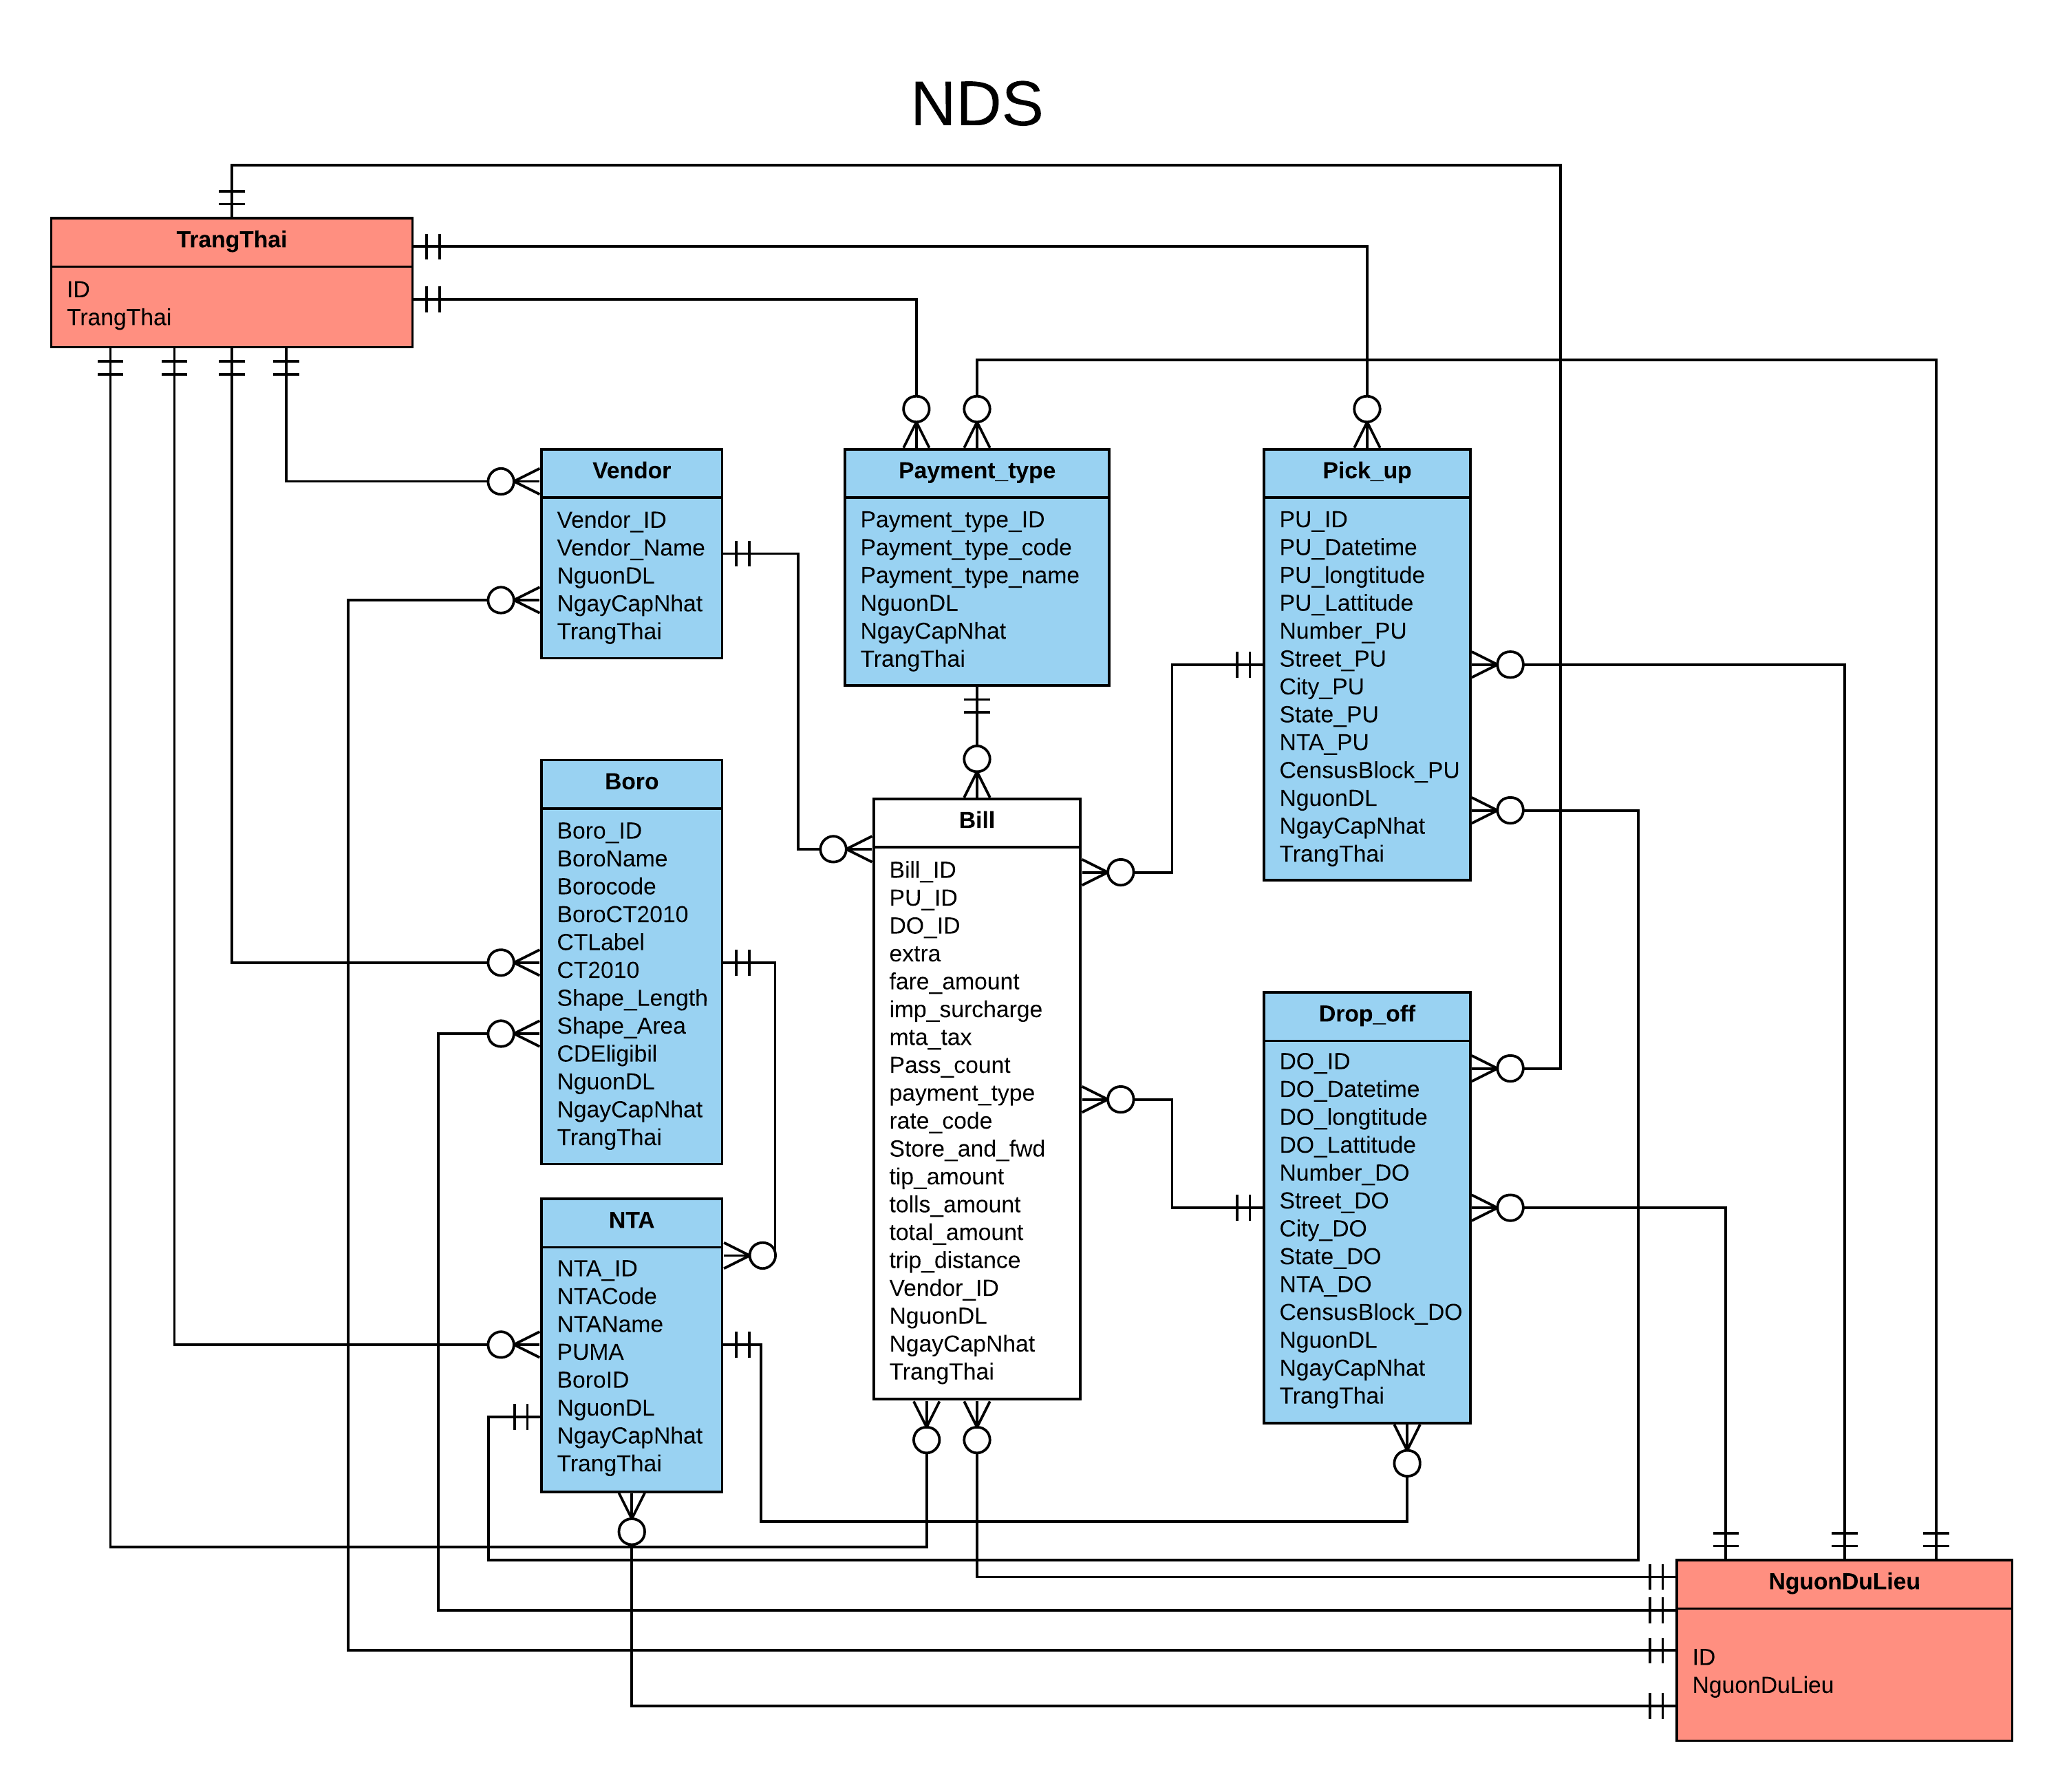 NDS
TrangThai
ID
TrangThai
Vendor
Vendor_ID
Vendor_Name
NguonDL
NgayCapNhat
TrangThai
Payment_type
Payment_type_ID
Payment_type_code
Payment_type_name
NguonDL
NgayCapNhat
TrangThai
Pick_up
PU_ID
PU_Datetime
PU_longtitude
PU_Lattitude
Number_PU
Street_PU
City_PU
State_PU
NTA_PU
CensusBlock_PU
NguonDL
NgayCapNhat
TrangThai
Boro
Boro_ID
BoroName
Borocode
BoroCT2010
CTLabel
CT2010
Shape_Length
Shape_Area
CDEligibil
NguonDL
NgayCapNhat
TrangThai
Bill
Bill_ID
PU_ID
DO_ID
extra
fare_amount
imp_surcharge
mta_tax
Pass_count
payment_type
rate_code
Store_and_fwd
tip_amount
tolls_amount
total_amount
trip_distance
Vendor_ID
NguonDL
NgayCapNhat
TrangThai
Drop_off
DO_ID
DO_Datetime
DO_longtitude
DO_Lattitude
Number_DO
Street_DO
City_DO
State_DO
NTA_DO
CensusBlock_DO
NguonDL
NgayCapNhat
TrangThai
NTA
NTA_ID
NTACode
NTAName
PUMA
BoroID
NguonDL
NgayCapNhat
TrangThai
NguonDuLieu
ID
NguonDuLieu